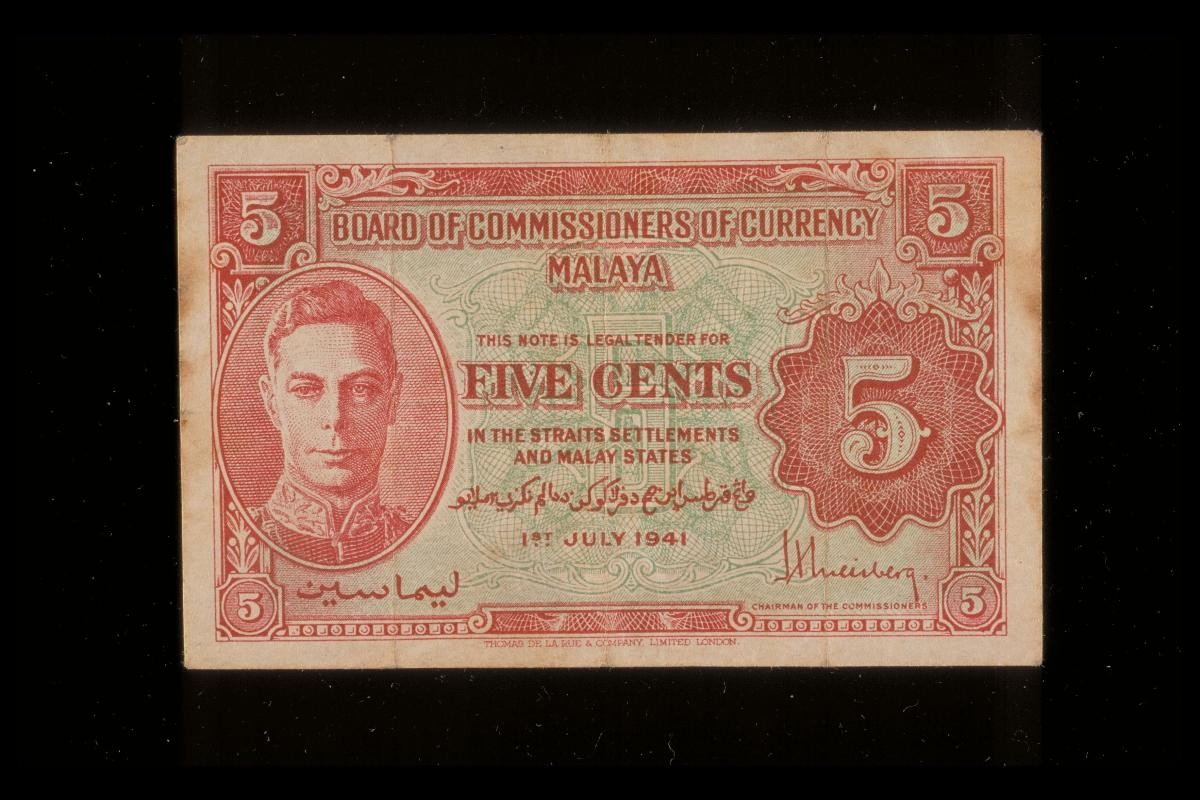 5
5
BOARD OF COMMISSIONERS OF CURRENCY
MALAYA
THIS NOTE IS LEGAL TENDER FOR
FIVE CENTS
5
IN THE STRAITS SETTLEMENTS
AND MALAY STATES
1ST JULY 1941
ليما سين
5
CHAIRMAN OF THE COMMISSIONERS
5
THOMAS DE LA RUE & COMPANY, LIMITED LONDON.